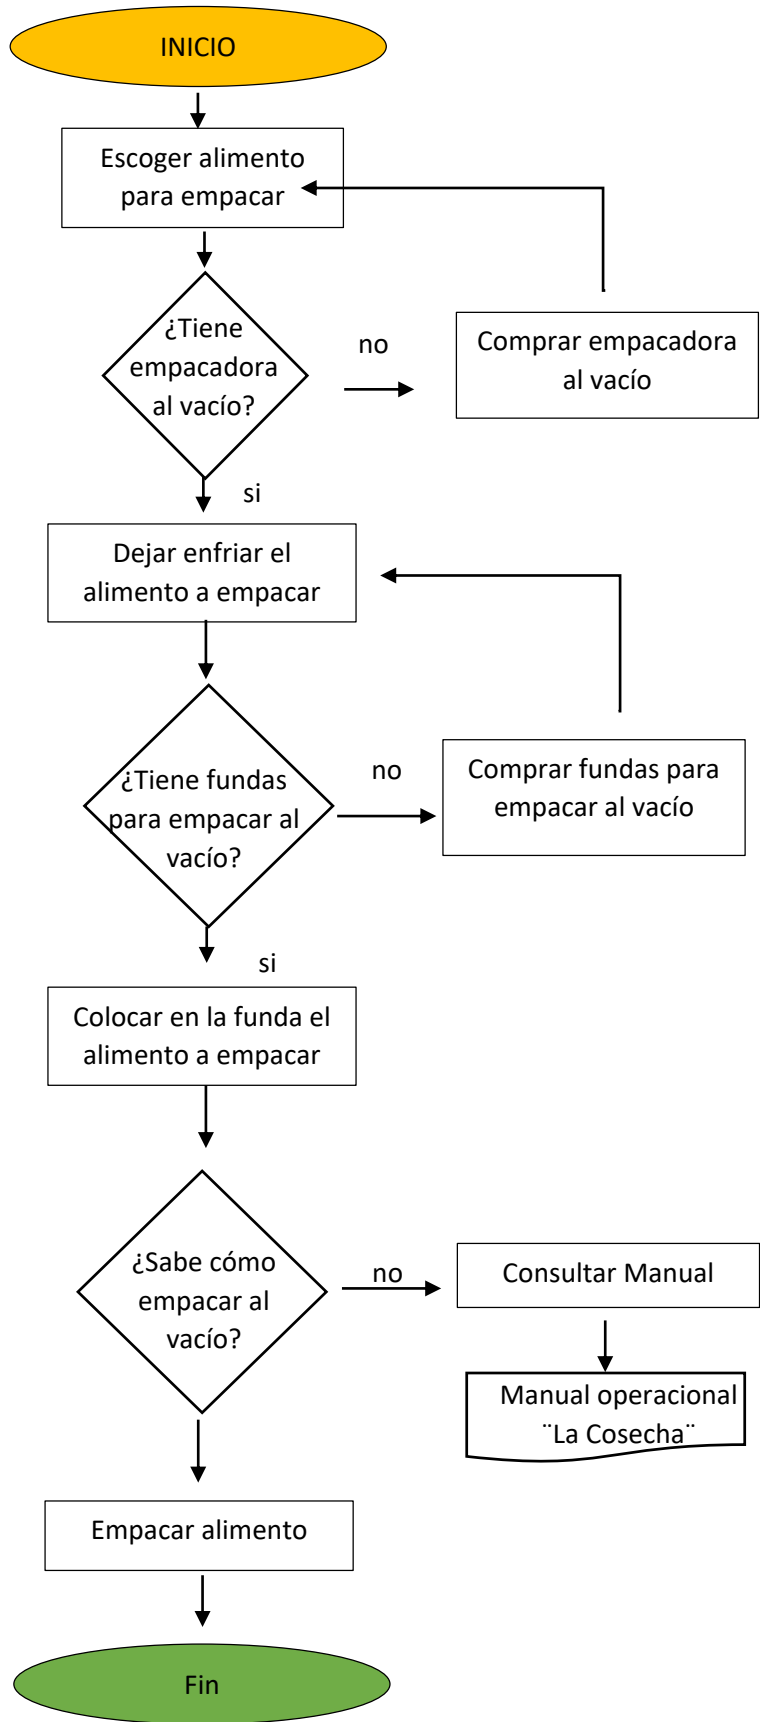 INICIO
Escoger alimento
para empacar
¿Tiene
empacadora
al vacío?
no
Comprar empacadora
al vacío
si
Dejar enfriar el
alimento a empacar
¿Tiene fundas
para empacar al
vacío?
no
Comprar fundas para
empacar al vacío
si
Colocar en la funda el
alimento a empacar
¿Sabe cómo
empacar al
vacío?
no
Consultar Manual
Manual operacional
¨La Cosecha¨
Empacar alimento
Fin